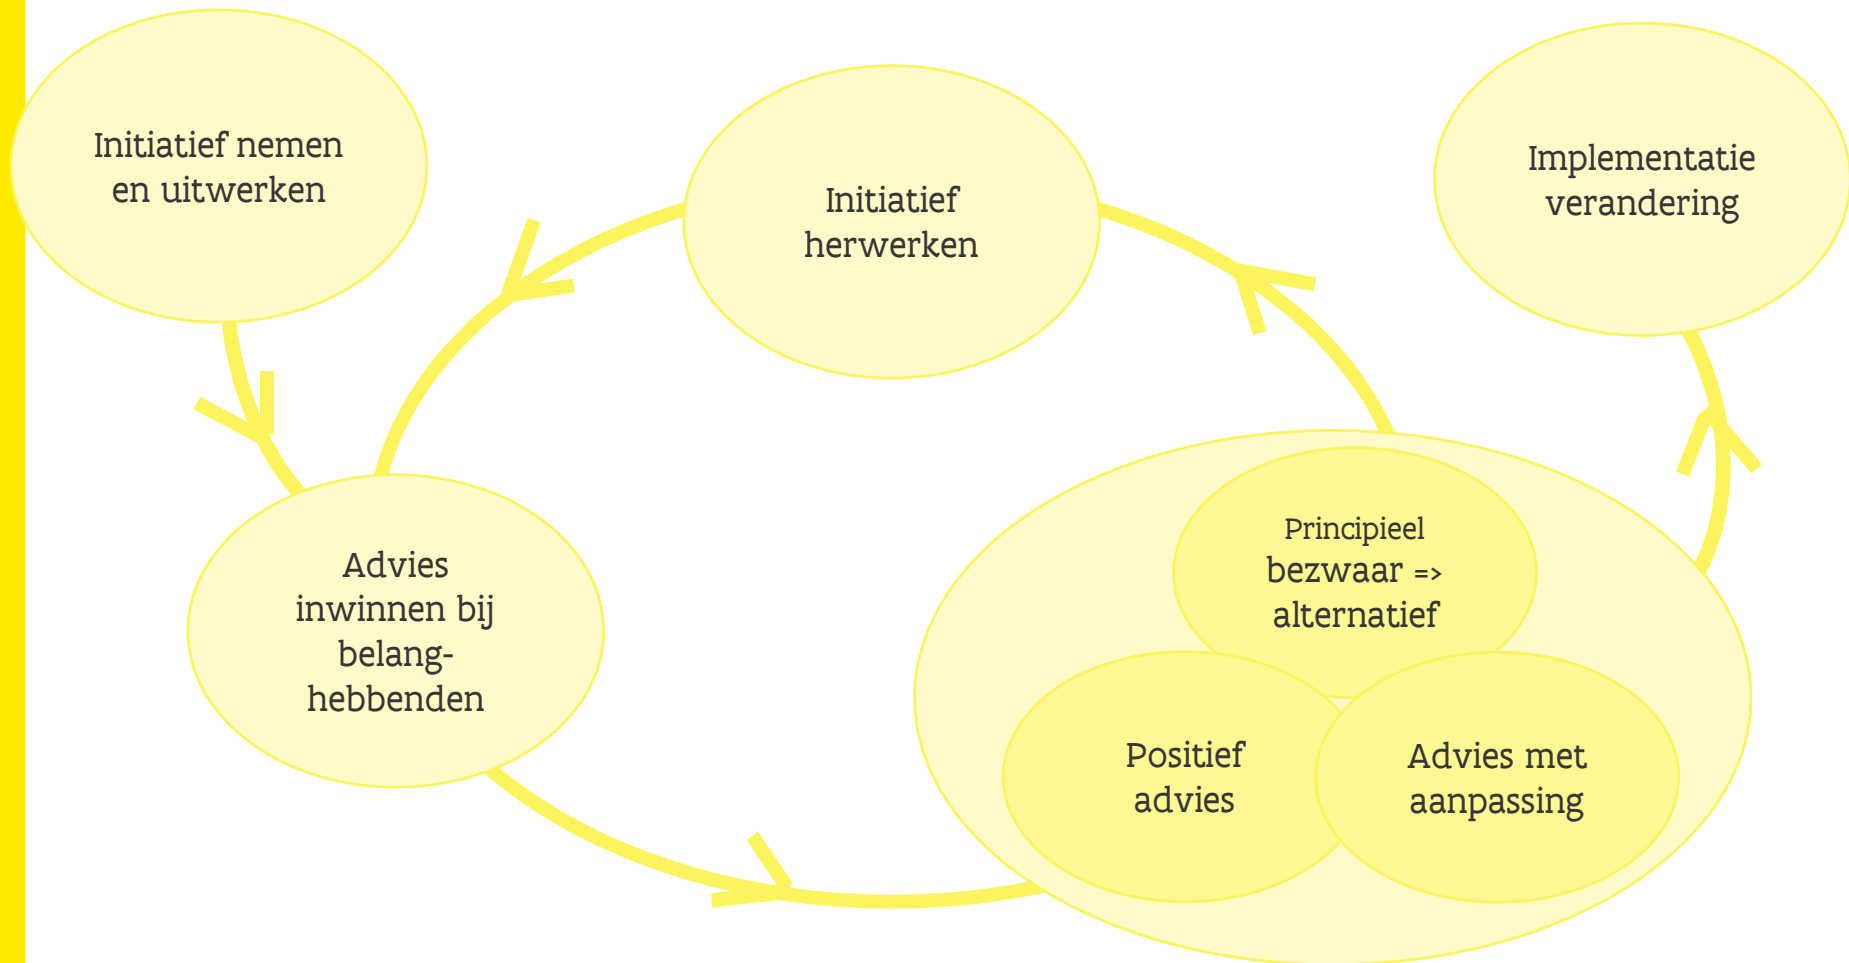 Initiatief nemen
en uitwerken
Initiatief
herwerken
Implementatie
verandering
Advies
inwinnen bij
belang-
hebbenden
Principieel
bezwaar =>
alternatief
Positief
advies
Advies met
aanpassing